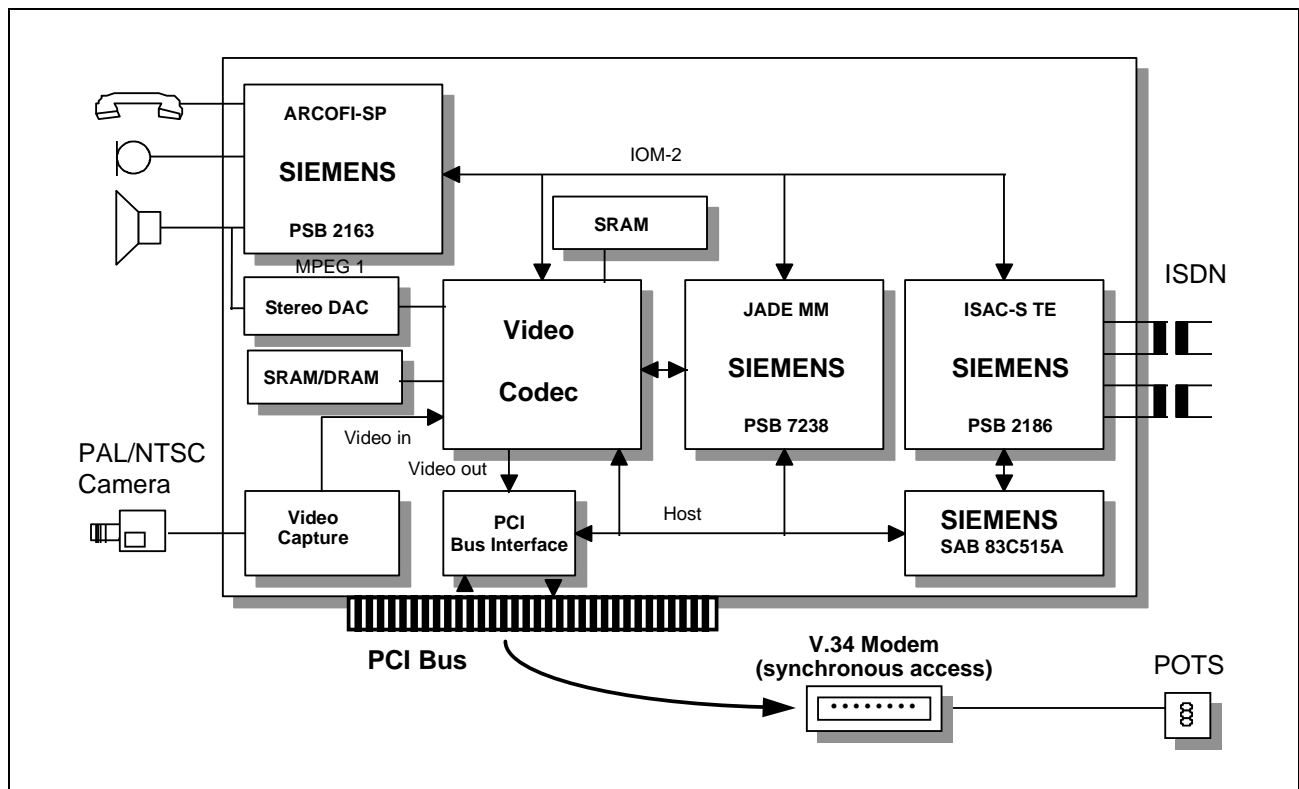 ARCOFI-SP
SIEMENS
PSB 2163
IOM-2
SRAM
MPEG 1
Stereo DAC
SRAM/DRAM
Video
Codec
JADE MM
SIEMENS
PSB 7238
ISAC-S TE
SIEMENS
PSB 2186
ISDN
Video in
Video out
PAL/NTSC
Camera
Video
Capture
PCI
Bus Interface
Host
SIEMENS
SAB 83C515A
PCI Bus
V.34 Modem
(synchronous access)
POTS